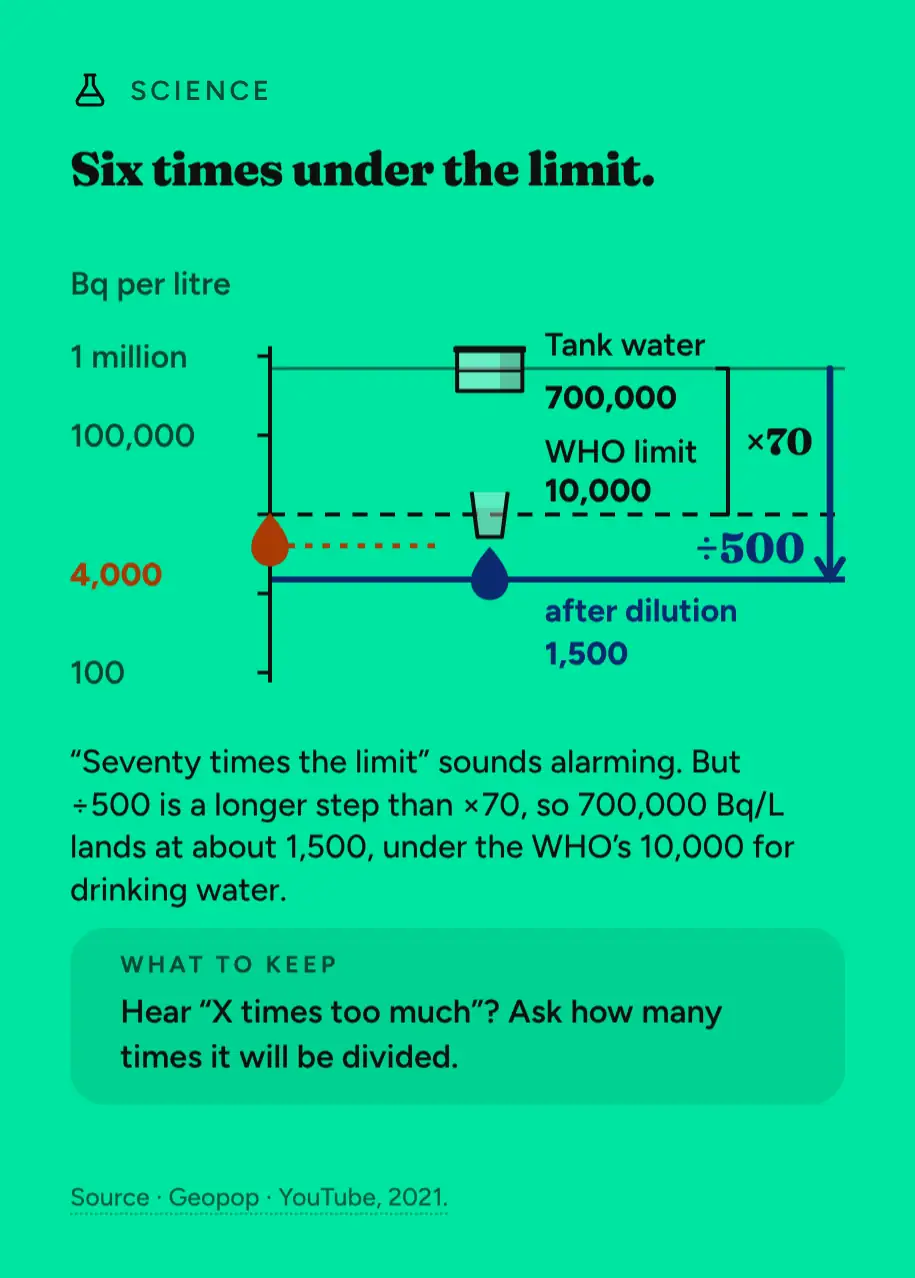 SCIENCE
Six times under the limit.
Bq per litre
1 million
100,000
4,000
100
Tank water
700,000
WHO limit
10,000
×70
÷500
after dilution
1,500
“Seventy times the limit” sounds alarming. But
÷500 is a longer step than ×70, so 700,000 Bq/L
lands at about 1,500, under the WHO’s 10,000 for
drinking water.
WHAT TO KEEP
Hear “X times too much”? Ask how many
times it will be divided.
Source · Geopop · YouTube, 2021.